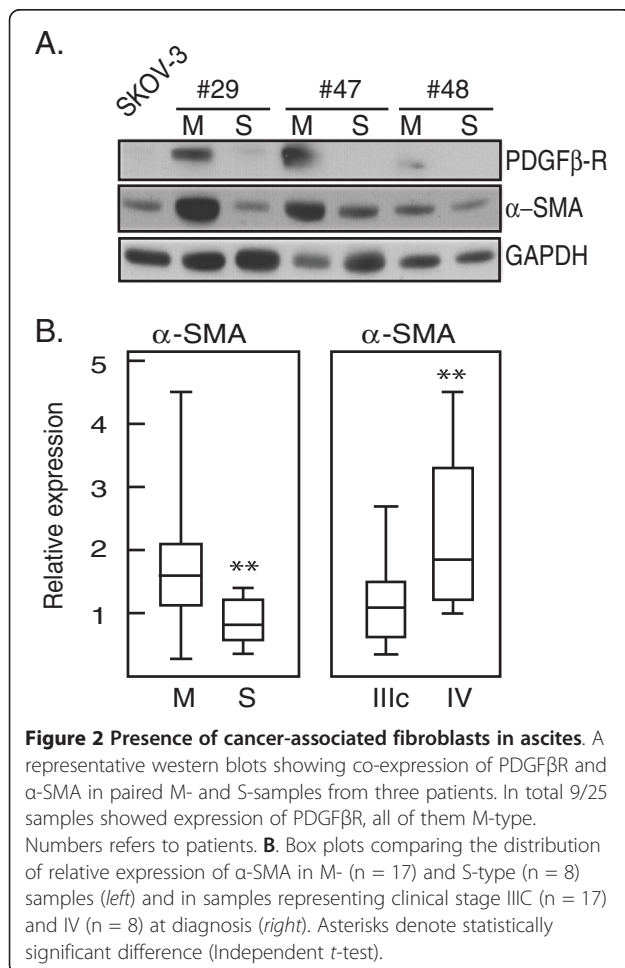 A.
SKOV-3 #29 #47 #48
M S M S M S
PDGFβ-R
α–SMA
GAPDH
B.
α-SMA α-SMA
Relative expression
5
4
3
2
1
**
**
M S IIIc IV
Figure 2 Presence of cancer-associated fibroblasts in ascites. A
representative western blots showing co-expression of PDGFβR and
α-SMA in paired M- and S-samples from three patients. In total 9/25
samples showed expression of PDGFβR, all of them M-type.
Numbers refers to patients. B. Box plots comparing the distribution
of relative expression of α-SMA in M- (n = 17) and S-type (n = 8)
samples (left) and in samples representing clinical stage IIIC (n = 17)
and IV (n = 8) at diagnosis (right). Asterisks denote statistically
significant difference (Independent t-test).